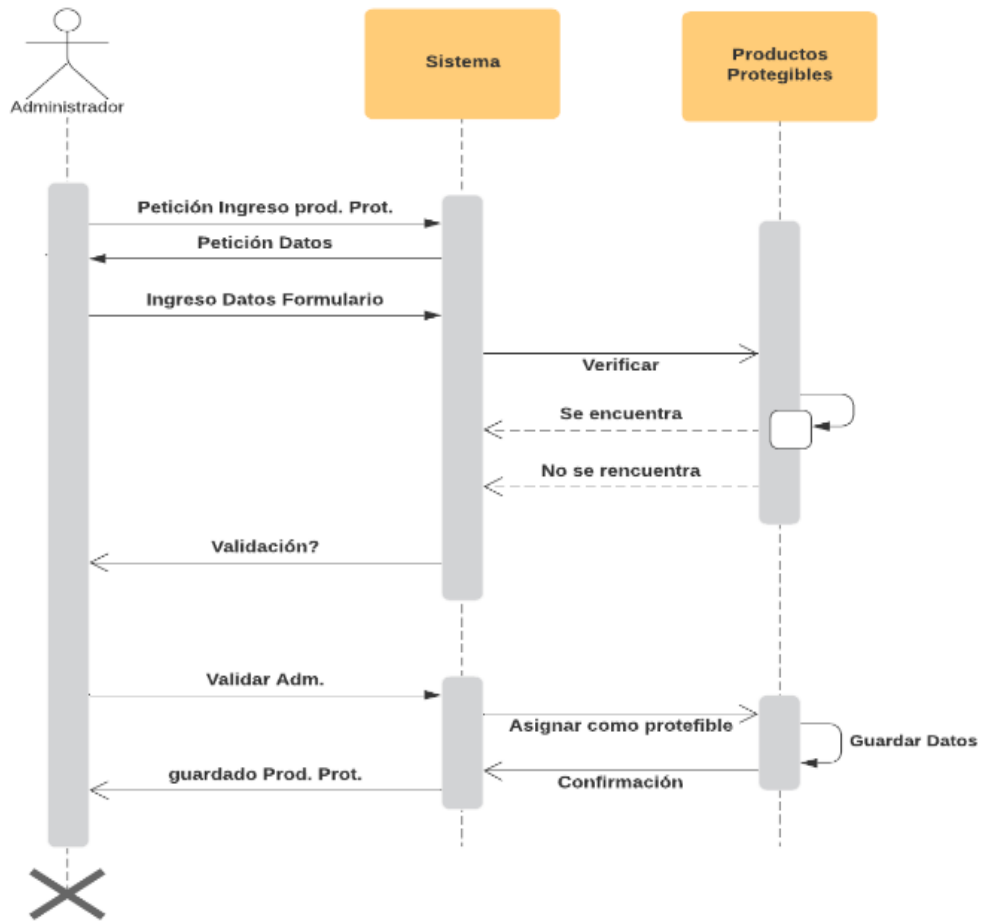 Administrador
Sistema
Productos
Protegibles
Petición Ingreso prod. Prot.
Petición Datos
Ingreso Datos Formulario
Verificar
Se encuentra
No se rencuentra
Validación?
Validar Adm.
Asignar como protefible
Guardar Datos
guardado Prod. Prot.
Confirmación